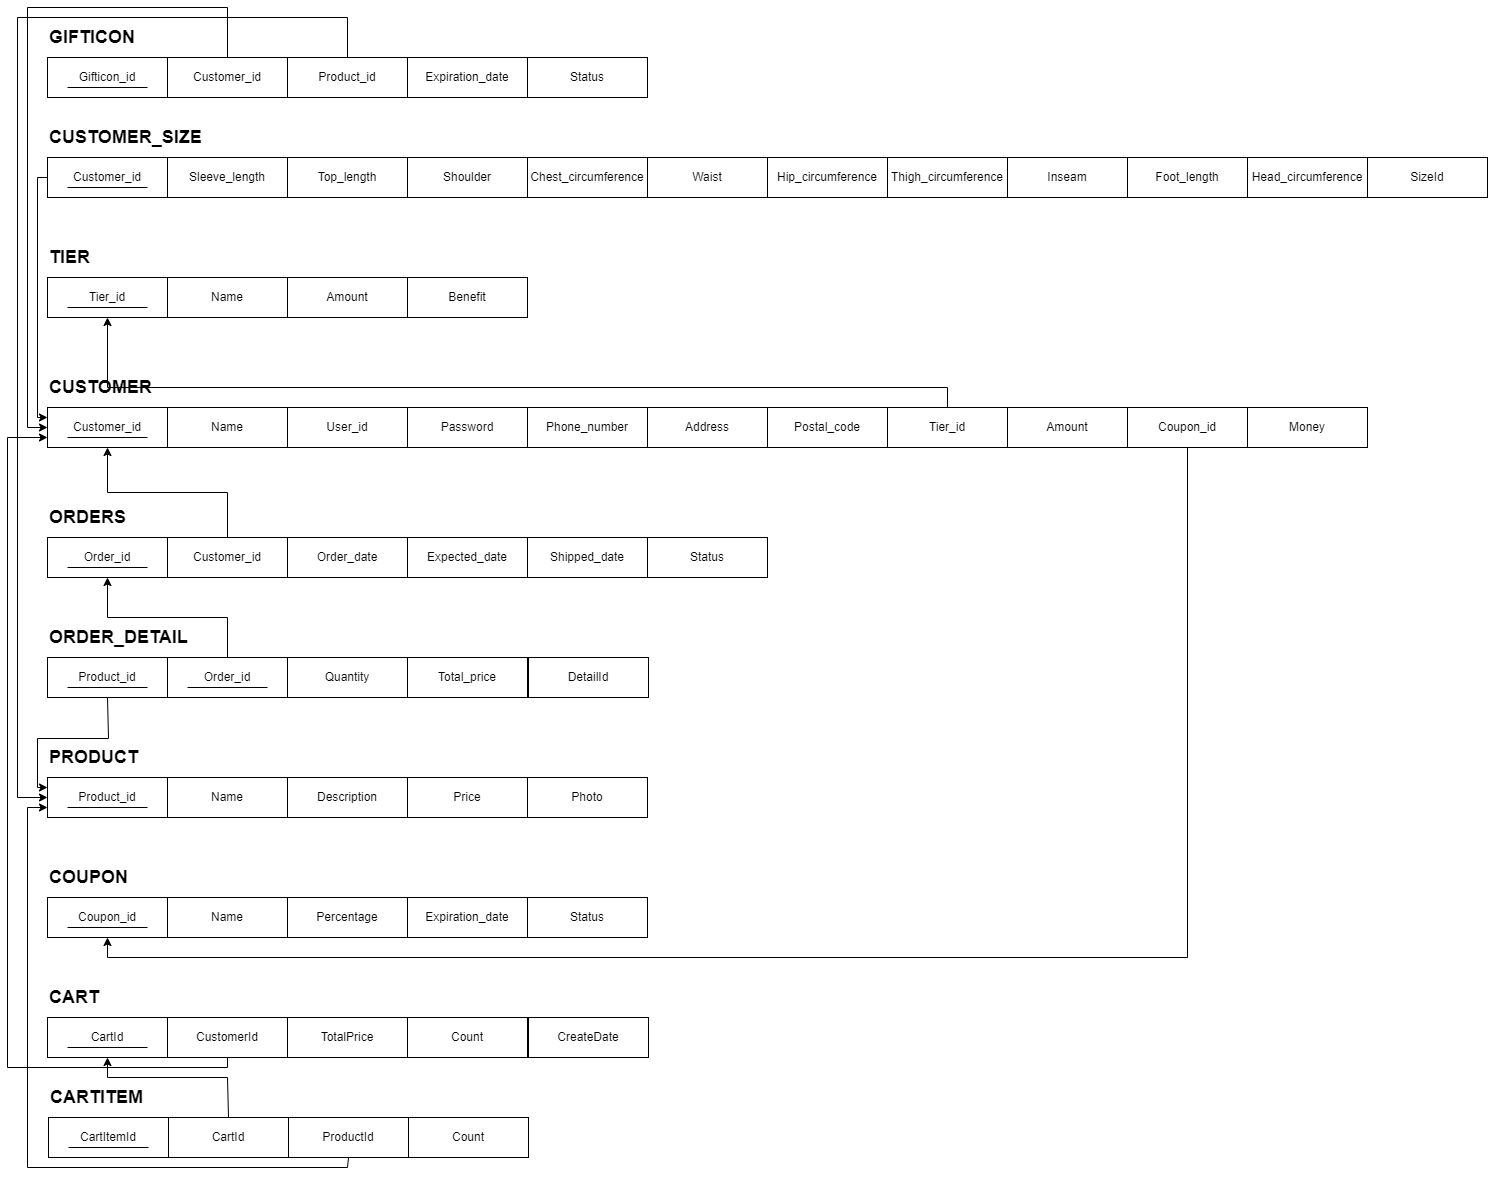 GIFTICON
Gifticon_id Customer_id Product_id Expiration_date Status
CUSTOMER_SIZE
Customer_id Sleeve_length Top_length Shoulder Chest_circumference Waist Hip_circumference Thigh_circumference Inseam Foot_length Head_circumference SizeId
TIER
Tier_id Name Amount Benefit
CUSTOMER
Customer_id Name User_id Password Phone_number Address Postal_code Tier_id Amount Coupon_id Money
ORDERS
Order_id Customer_id Order_date Expected_date Shipped_date Status
ORDER_DETAIL
Product_id Order_id Quantity Total_price DetailId
PRODUCT
Product_id Name Description Price Photo
COUPON
Coupon_id Name Percentage Expiration_date Status
CART
CartId CustomerId TotalPrice Count CreateDate
CARTITEM
CartItemId CartId ProductId Count